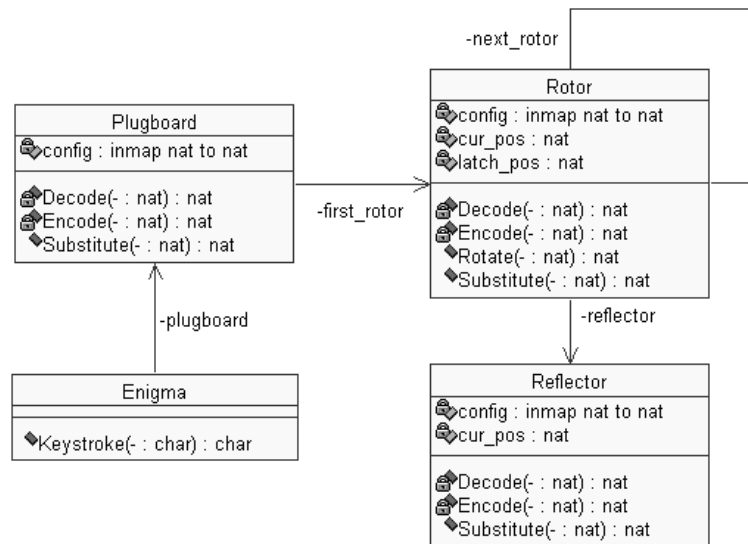 -next_rotor
Rotor
config : inmap nat to nat
cur_pos : nat
latch_pos : nat
Decode(- : nat) : nat
Encode(- : nat) : nat
Rotate(- : nat) : nat
Substitute(- : nat) : nat
Plugboard
config : inmap nat to nat
Decode(- : nat) : nat
Encode(- : nat) : nat
Substitute(- : nat) : nat
-first_rotor
-plugboard
-reflector
Enigma
Keystroke(- : char) : char
Reflector
config : inmap nat to nat
cur_pos : nat
Decode(- : nat) : nat
Encode(- : nat) : nat
Substitute(- : nat) : nat